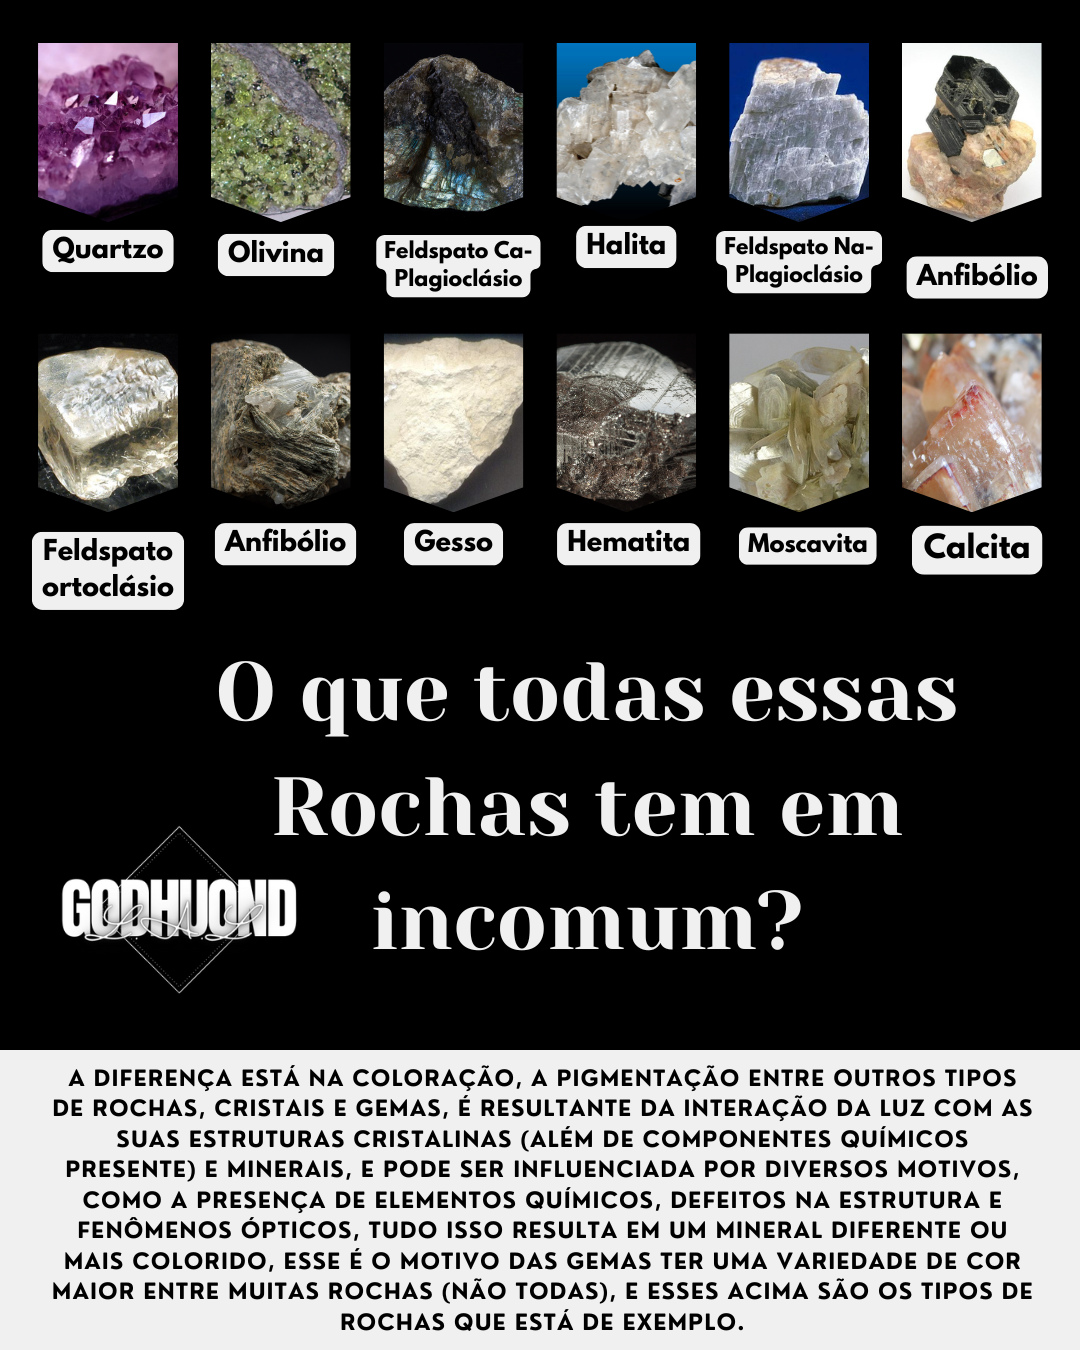 Quartzo
Olivina
Feldspato Ca-
Plagioclásio
Halita
Feldspato Na-
Plagioclásio
Anfibólio
Feldspato
ortoclásio
Anfibólio
Gesso
Hematita
Moscavita
Calcita
O que todas essas
Rochas tem em
incomum?
GODHUOND
L.A.L
A DIFERENÇA ESTÁ NA COLORAÇÃO, A PIGMENTAÇÃO ENTRE OUTROS TIPOS
DE ROCHAS, CRISTAIS E GEMAS, É RESULTANTE DA INTERAÇÃO DA LUZ COM AS
SUAS ESTRUTURAS CRISTALINAS (ALÉM DE COMPONENTES QUÍMICOS
PRESENTE) E MINERAIS, E PODE SER INFLUENCIADA POR DIVERSOS MOTIVOS,
COMO A PRESENÇA DE ELEMENTOS QUÍMICOS, DEFEITOS NA ESTRUTURA E
FENÔMENOS ÓPTICOS, TUDO ISSO RESULTA EM UM MINERAL DIFERENTE OU
MAIS COLORIDO, ESSE É O MOTIVO DAS GEMAS TER UMA VARIEDADE DE COR
MAIOR ENTRE MUITAS ROCHAS (NÃO TODAS), E ESSES ACIMA SÃO OS TIPOS DE
ROCHAS QUE ESTÁ DE EXEMPLO.